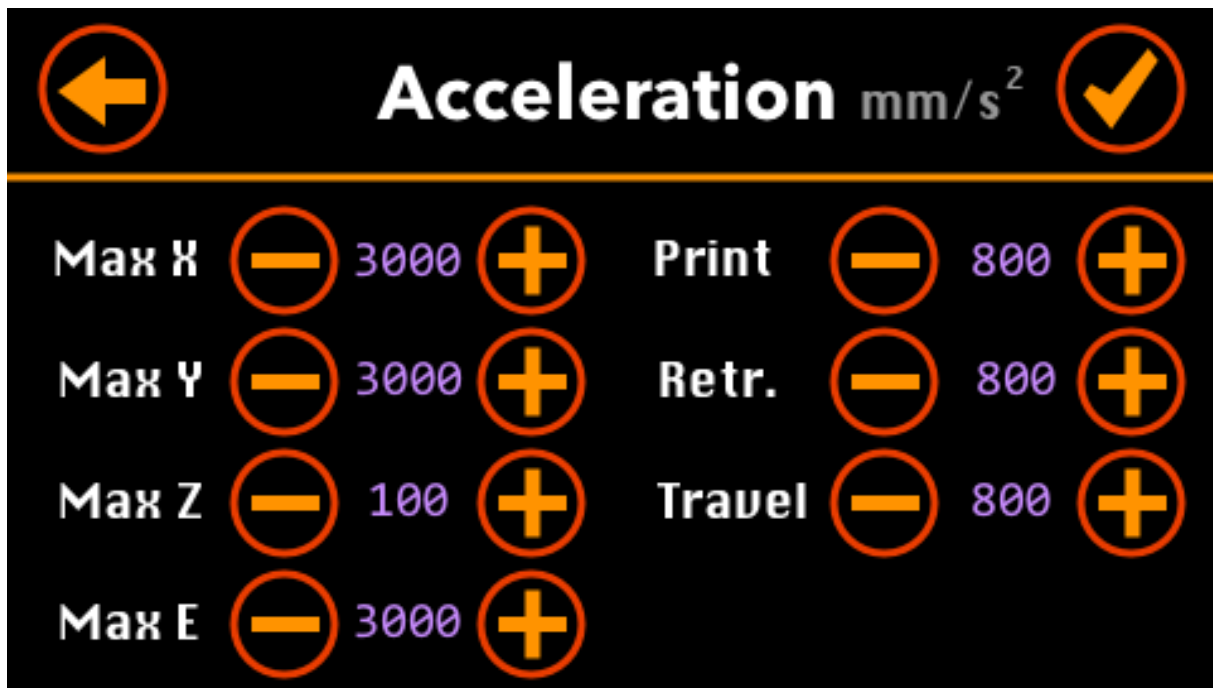 Acceleration mm/s²
Max X 3000 Print 800
Max Y 3000 Retr. 800
Max Z 100 Travel 800
Max E 3000